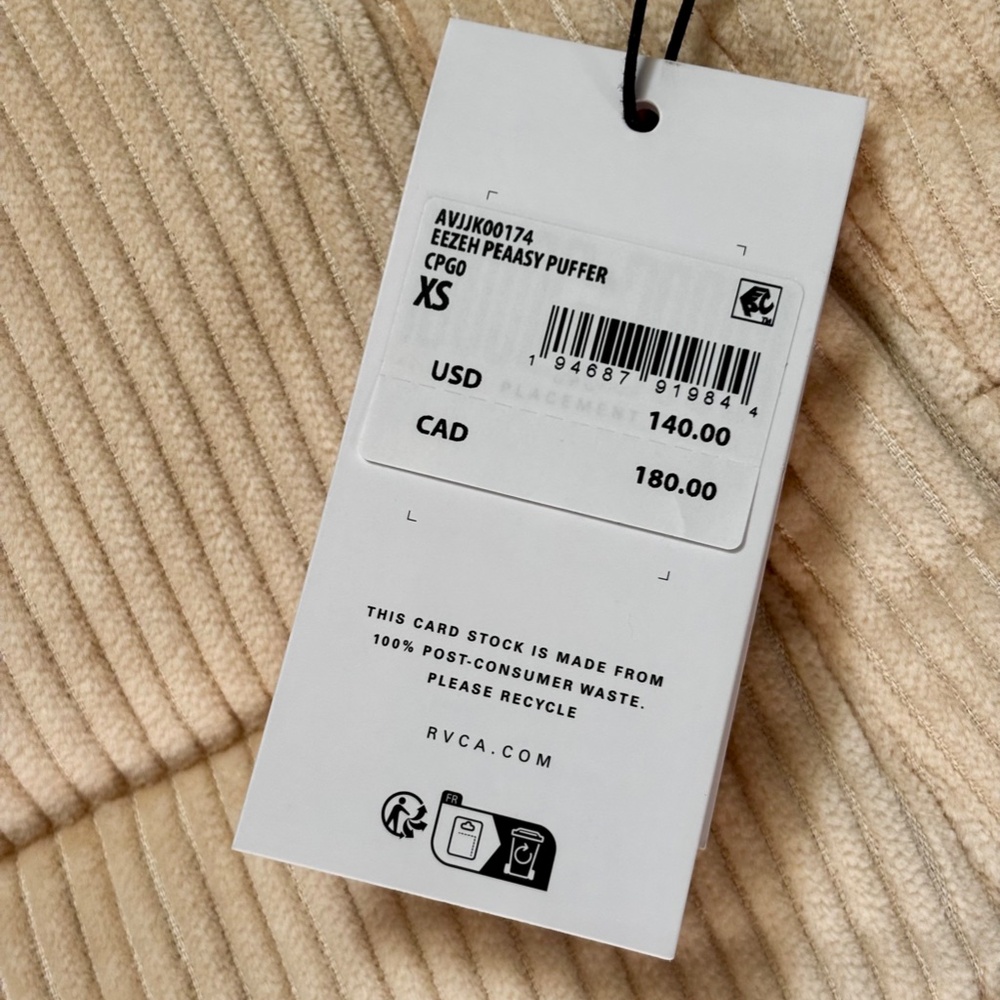 AVJJK00174
EEZEH PEAASY PUFFER
CPG0
XS
1 94687 91984 4
PLACEMENT
USD 140.00
CAD 180.00
THIS CARD STOCK IS MADE FROM
100% POST-CONSUMER WASTE.
PLEASE RECYCLE
RVCA.COM
FR